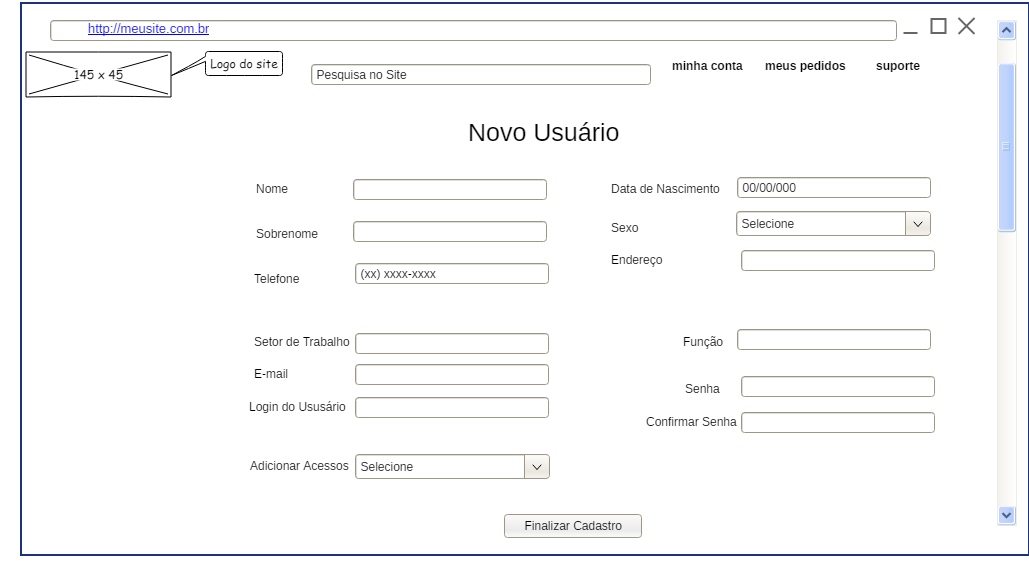 http://meusite.com.br
145 x 45
Logo do site
Pesquisa no Site
minha conta meus pedidos suporte
Novo Usuário
Nome
Data de Nascimento 00/00/000
Sobrenome
Sexo Selecione
Telefone (xx) xxxx-xxxx
Endereço
Setor de Trabalho
Função
E-mail
Senha
Login do Ususário
Confirmar Senha
Adicionar Acessos Selecione
Finalizar Cadastro